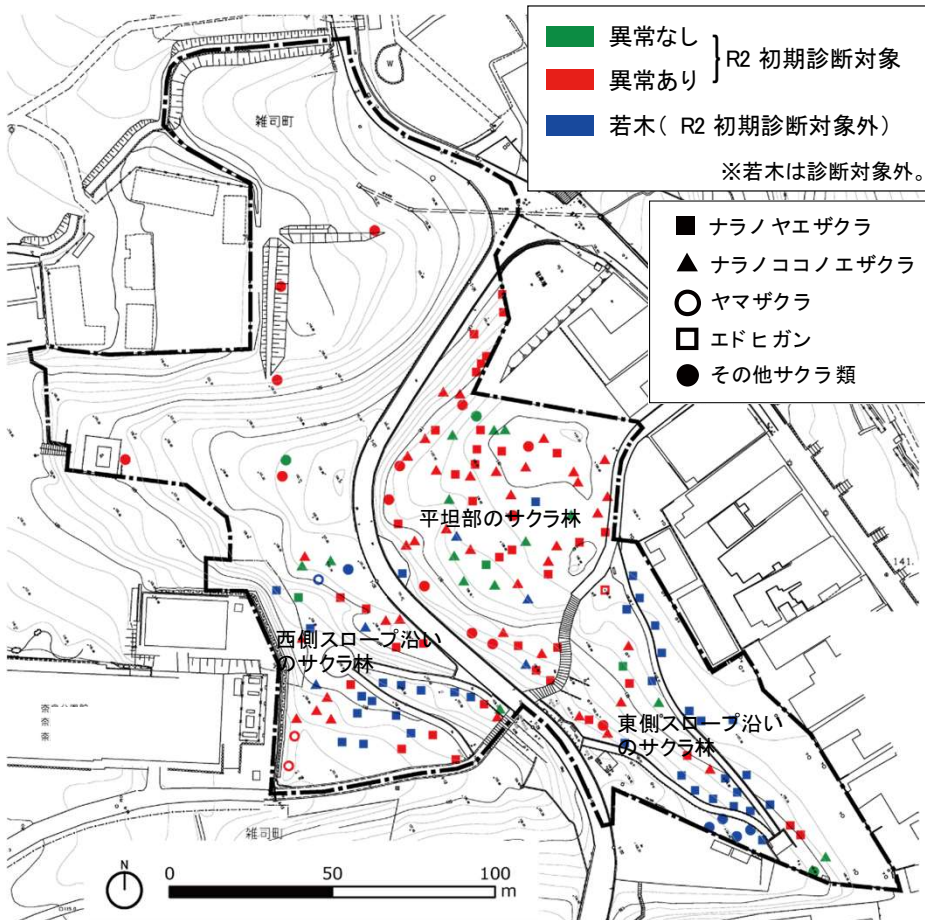 異常なし
異常あり
R2 初期診断対象
若木( R2 初期診断対象外)
※若木は診断対象外。
ナラノヤエザクラ
ナラノココノエザクラ
ヤマザクラ
エドヒガン
その他サクラ類
雑司町
W
平坦部のサクラ林
141.
西側スロープ沿い
のサクラ林
東側スロープ沿い
のサクラ林
雑司町
N
0 50 100
m